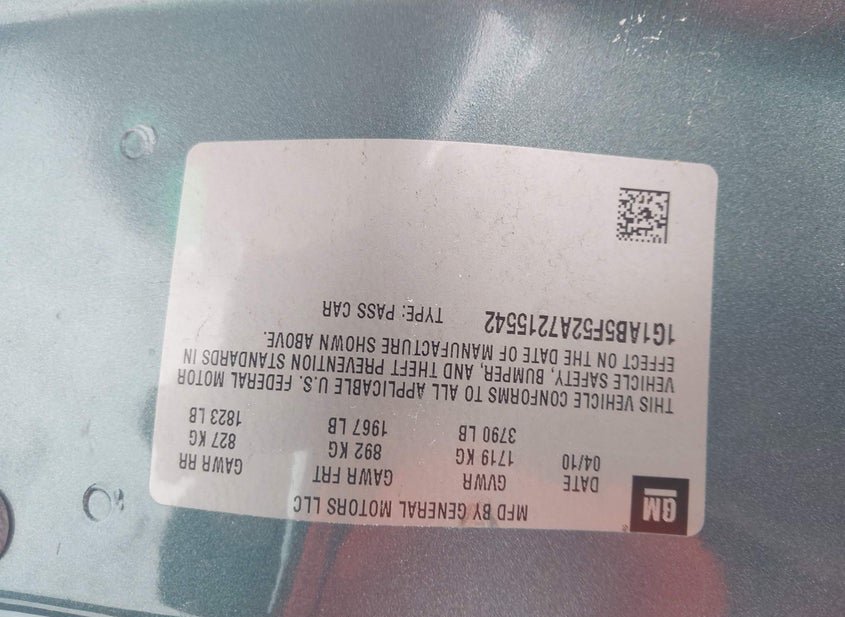 GM
MFD BY GENERAL MOTORS LLC
DATE GVWR GAWR FRT GAWR RR
04/10 1719 KG 892 KG 827 KG
3790 LB 1967 LB 1823 LB
THIS VEHICLE CONFORMS TO ALL APPLICABLE U.S. FEDERAL MOTOR
VEHICLE SAFETY, BUMPER, AND THEFT PREVENTION STANDARDS IN
EFFECT ON THE DATE OF MANUFACTURE SHOWN ABOVE.
1G1AB5F52A7215542 TYPE: PASS CAR